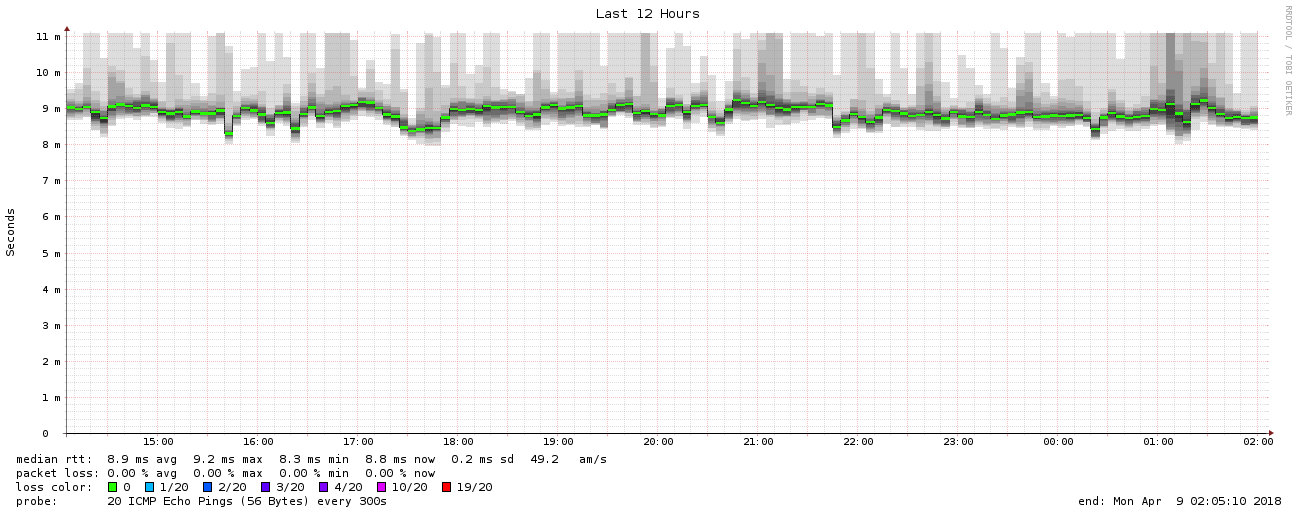 Last 12 Hours
RRDTOOL / TOBI OETIKER
Seconds
11 m
10 m
9 m
8 m
7 m
6 m
5 m
4 m
3 m
2 m
1 m
0
15:00 16:00 17:00 18:00 19:00 20:00 21:00 22:00 23:00 00:00 01:00 02:00
median rtt: 8.9 ms avg 9.2 ms max 8.3 ms min 8.8 ms now 0.2 ms sd 49.2 am/s
packet loss: 0.00 % avg 0.00 % max 0.00 % min 0.00 % now
loss color: 0 1/20 2/20 3/20 4/20 10/20 19/20
probe: 20 ICMP Echo Pings (56 Bytes) every 300s end: Mon Apr 9 02:05:10 2018